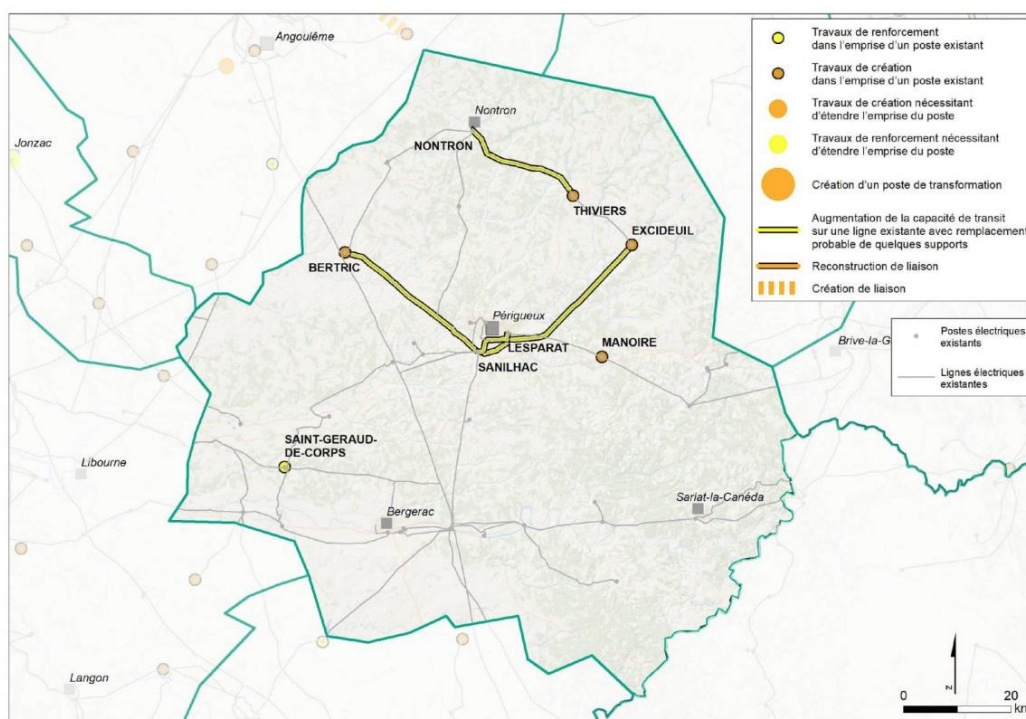 Angoulême
Jonzac
Nontron
NONTRON
THIVIERS
EXCIDEUIL
BERTRIC
Périgueux
LESPARAT
MANOIRE
SANILHAC
Brive-la-G
SAINT-GERAUD-
DE-CORPS
Libourne
Bergerac
Sarlat-la-Canéda
Langon
Travaux de renforcement
dans l'emprise d'un poste existant
Travaux de création
dans l'emprise d'un poste existant
Travaux de création nécessitant
d'étendre l'emprise du poste
Travaux de renforcement nécessitant
d'étendre l'emprise du poste
Création d'un poste de transformation
Augmentation de la capacité de transit
sur une ligne existante avec remplacement
probable de quelques supports
Reconstruction de liaison
Création de liaison
Postes électriques
existants
Lignes électriques
existantes
N
0 20
km